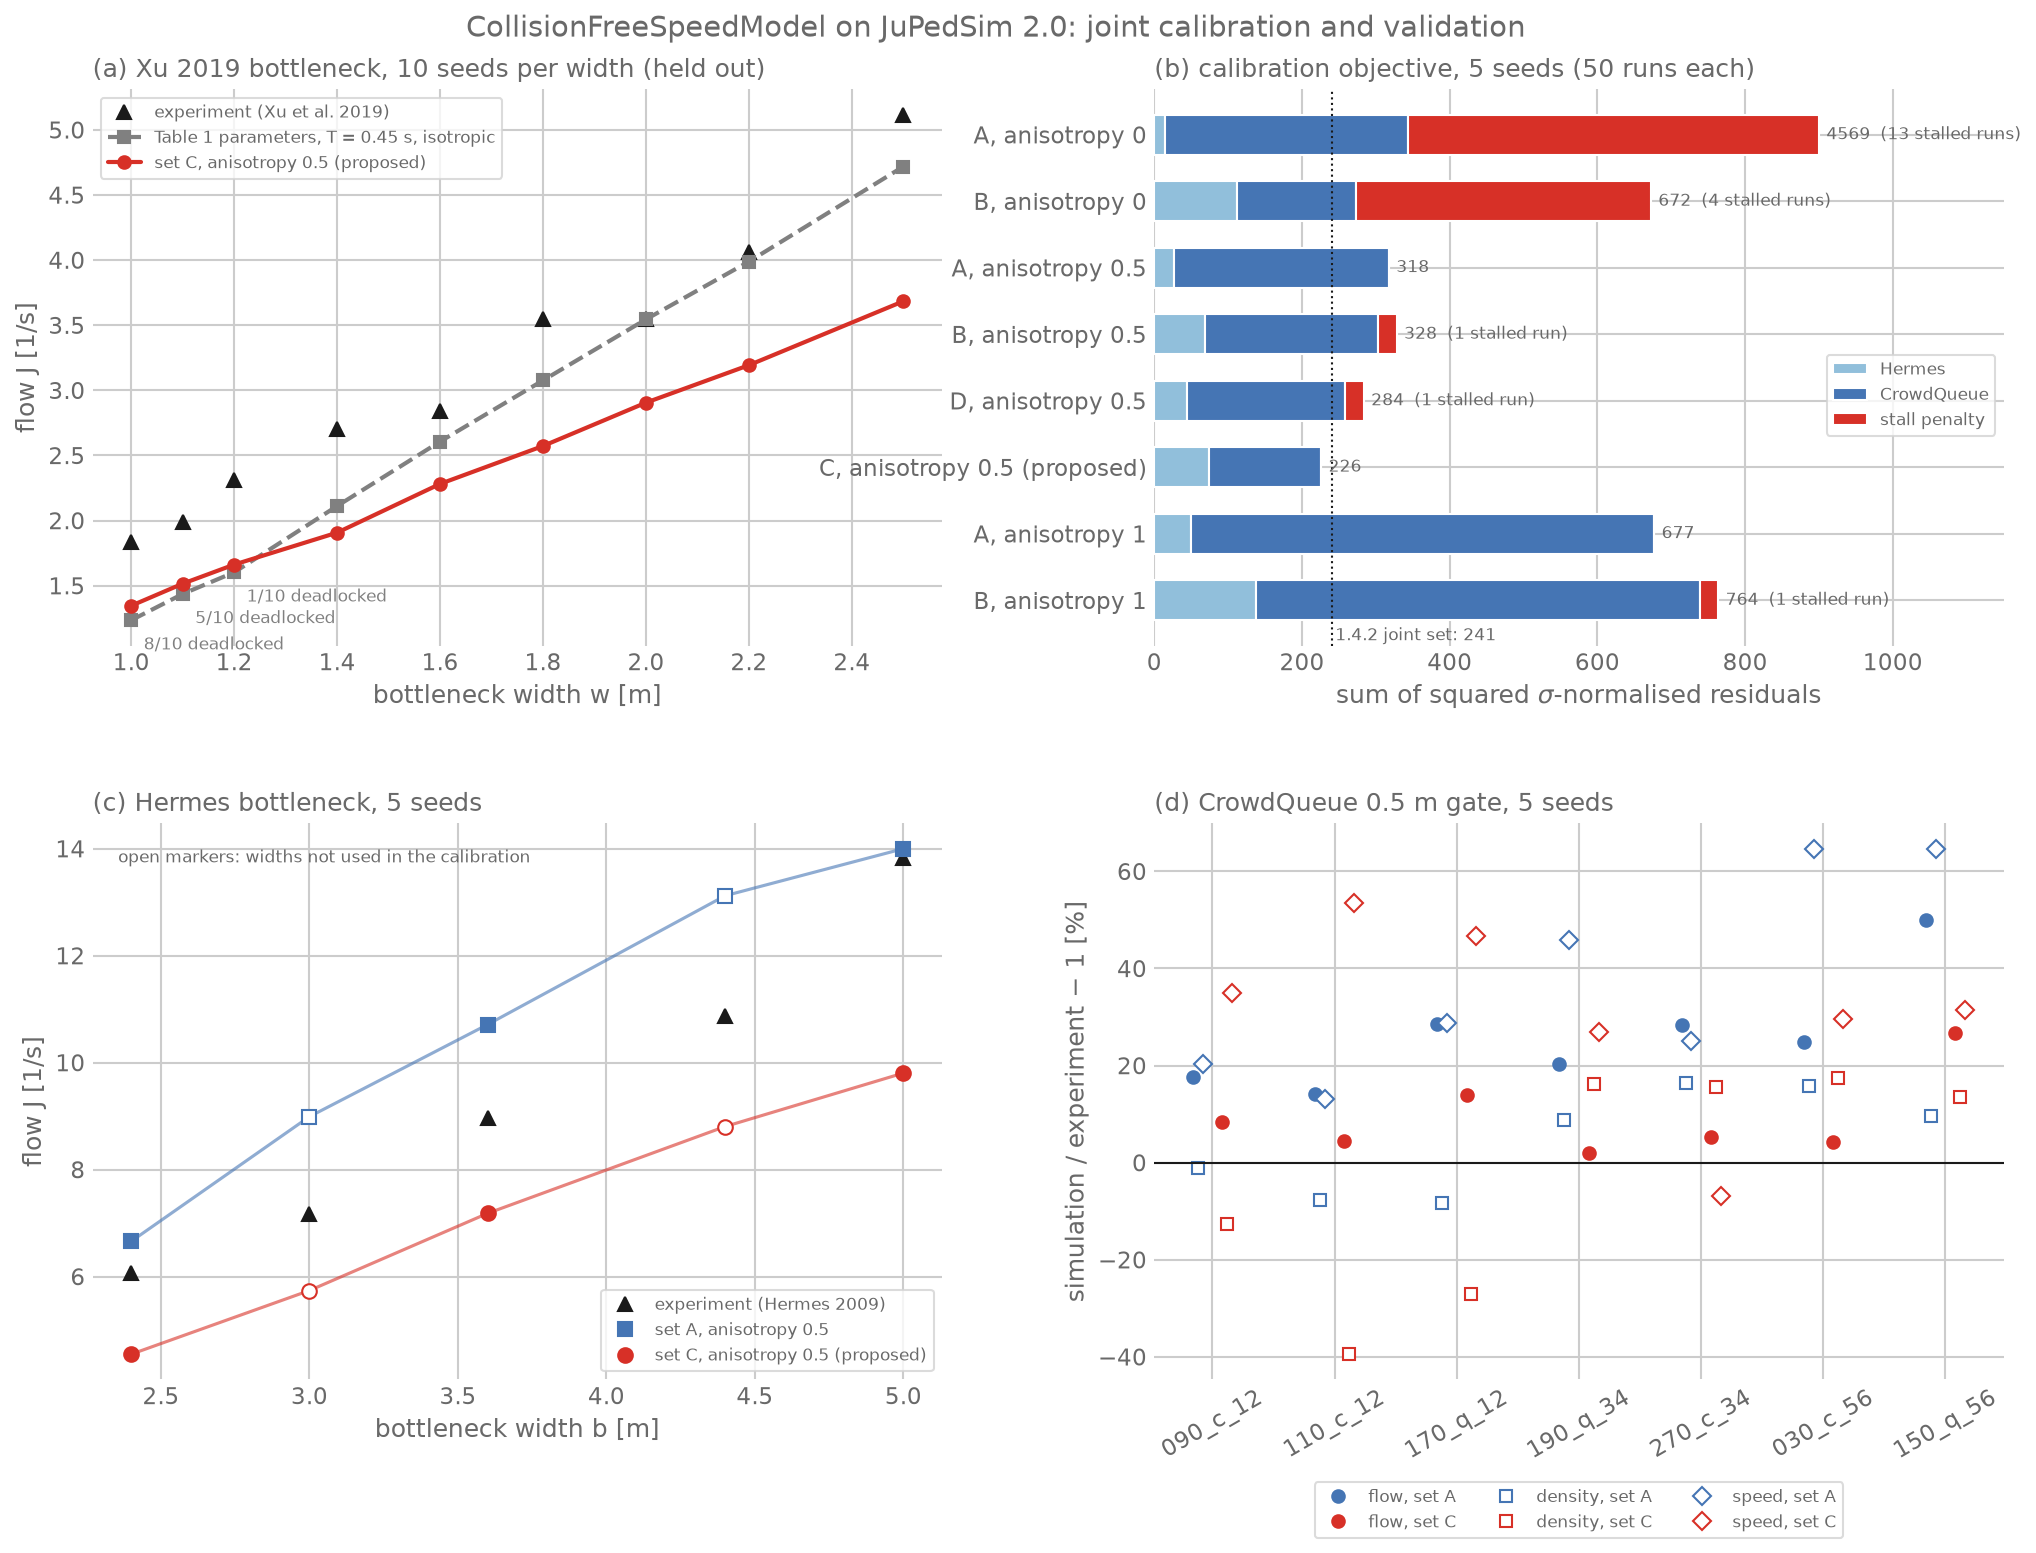 CollisionFreeSpeedModel on JuPedSim 2.0: joint calibration and validation
(a) Xu 2019 bottleneck, 10 seeds per width (held out)
experiment (Xu et al. 2019)
Table 1 parameters, T = 0.45 s, isotropic
set C, anisotropy 0.5 (proposed)
5.0
4.5
4.0
3.5
3.0
2.5
2.0
1.5
flow J [1/s]
1/10 deadlocked
5/10 deadlocked
8/10 deadlocked
1.0 1.2 1.4 1.6 1.8 2.0 2.2 2.4
bottleneck width w [m]
(b) calibration objective, 5 seeds (50 runs each)
A, anisotropy 0
4569 (13 stalled runs)
B, anisotropy 0
672 (4 stalled runs)
A, anisotropy 0.5
318
B, anisotropy 0.5
328 (1 stalled run)
D, anisotropy 0.5
284 (1 stalled run)
C, anisotropy 0.5 (proposed)
226
A, anisotropy 1
677
B, anisotropy 1
764 (1 stalled run)
Hermes
CrowdQueue
stall penalty
1.4.2 joint set: 241
0 200 400 600 800 1000
sum of squared σ-normalised residuals
(c) Hermes bottleneck, 5 seeds
open markers: widths not used in the calibration
14
12
10
8
6
flow J [1/s]
experiment (Hermes 2009)
set A, anisotropy 0.5
set C, anisotropy 0.5 (proposed)
2.5 3.0 3.5 4.0 4.5 5.0
bottleneck width b [m]
(d) CrowdQueue 0.5 m gate, 5 seeds
60
40
20
0
−20
−40
simulation / experiment − 1 [%]
090_c_12 110_c_12 170_q_12 190_q_34 270_c_34 030_c_56 150_q_56
flow, set A density, set A speed, set A
flow, set C density, set C speed, set C